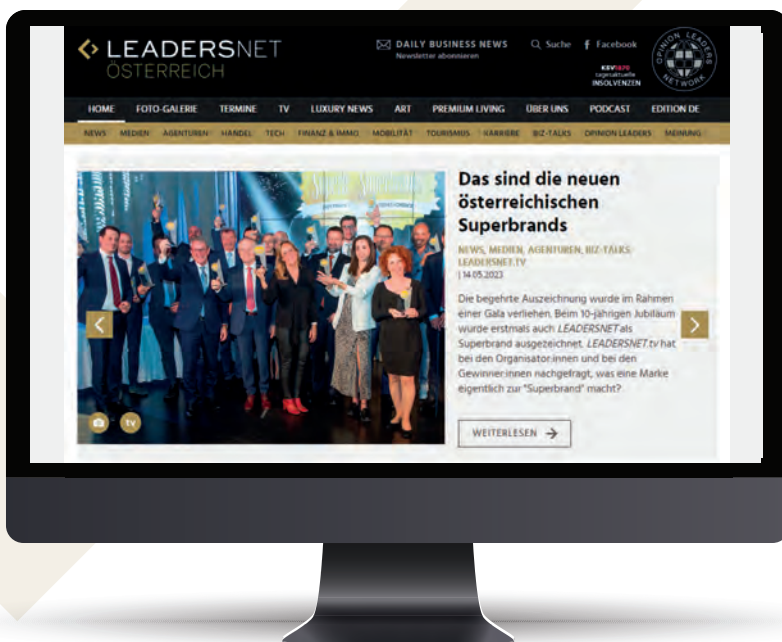 LEADERSNET
ÖSTERREICH
DAILY BUSINESS NEWS
Newsletter abonnieren
Suche
Facebook
KSV1870
tagesaktuelle
INSOLVENZEN
OPINION LEADERS NETWORK
HOME FOTO-GALERIE TERMINE TV LUXURY NEWS ART PREMIUM LIVING ÜBER UNS PODCAST EDITION DE
NEWS MEDIEN AGENTUREN HANDEL TECH FINANZ & IMMO MOBILITÄT TOURISMUS KARRIERE BIZ-TALKS OPINION LEADERS MEINUNG
Das sind die neuen
österreichischen
Superbrands
NEWS, MEDIEN, AGENTUREN, BIZ-TALKS,
LEADERSNET.TV
| 14.05.2023
Die begehrte Auszeichnung wurde im Rahmen
einer Gala verliehen. Beim 10-jährigen Jubiläum
wurde erstmals auch LEADERSNET als
Superbrand ausgezeichnet. LEADERSNET.tv hat
bei den Organisator:innen und bei den
Gewinner:innen nachgefragt, was eine Marke
eigentlich zur "Superbrand" macht?
WEITERLESEN
tv